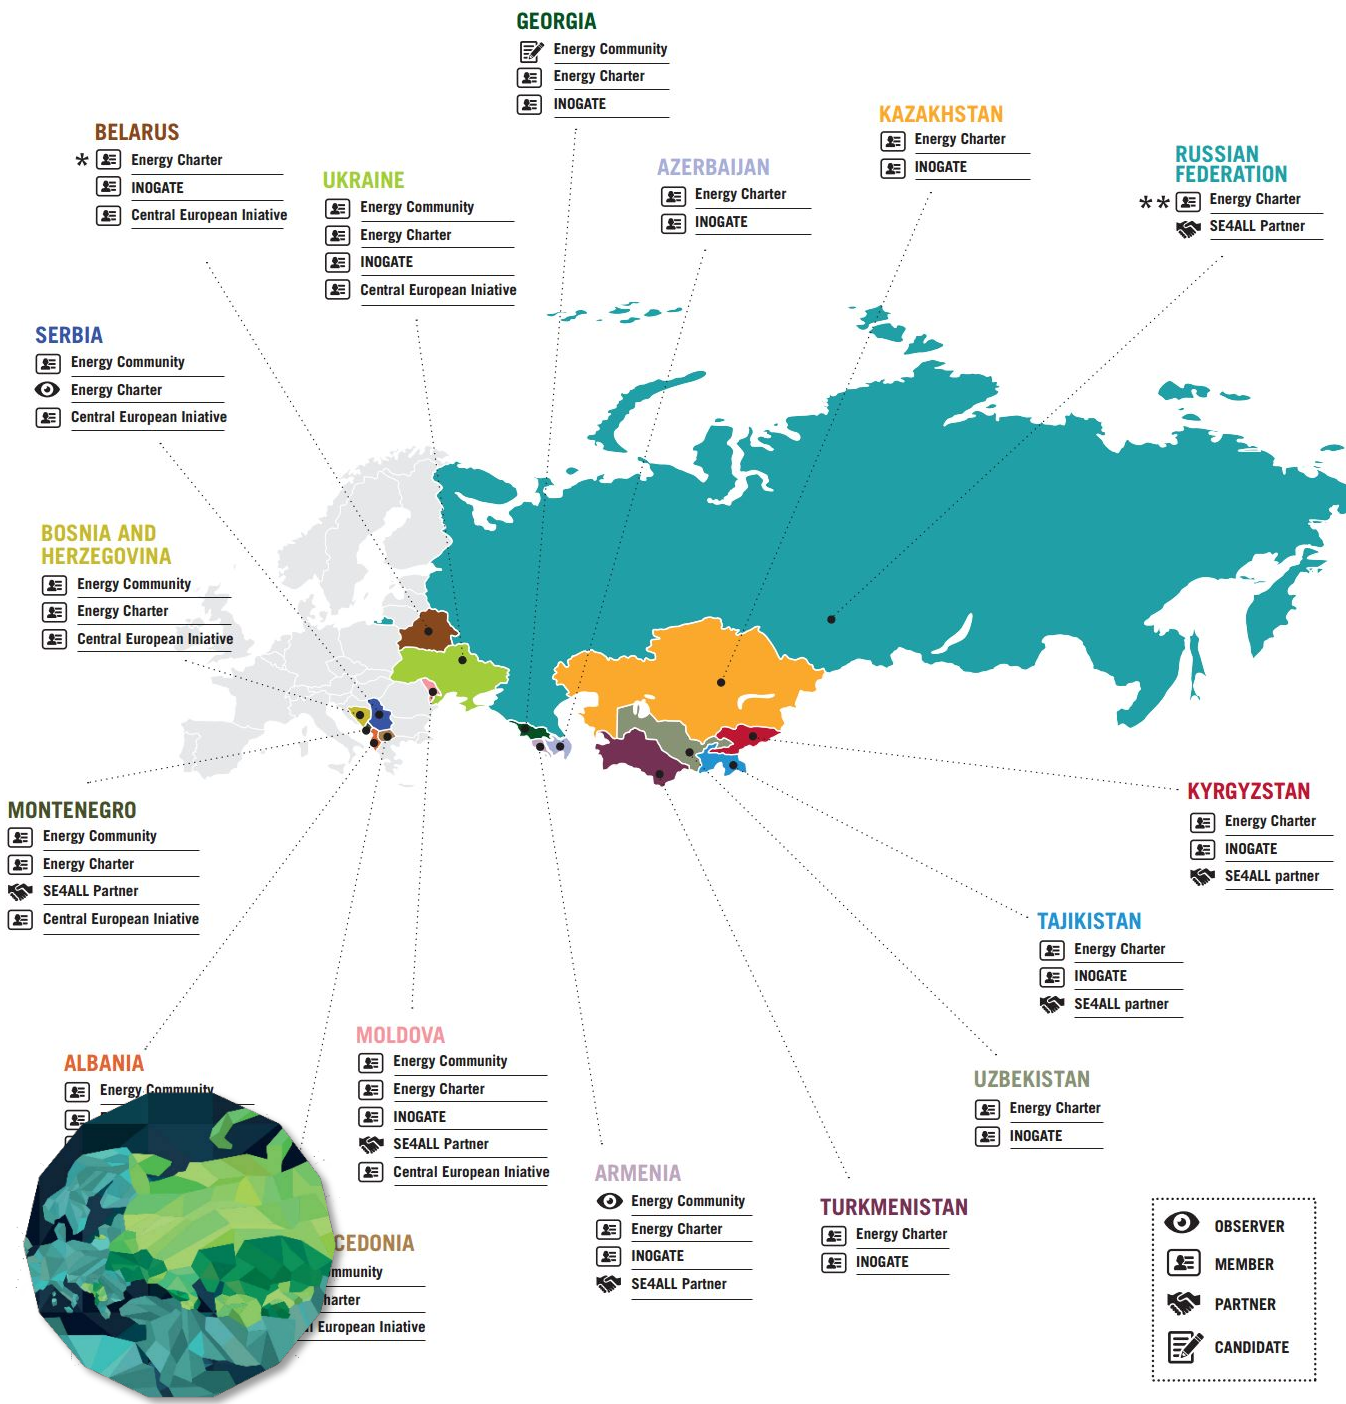 GEORGIA
Energy Community
Energy Charter
INOGATE
BELARUS
* Energy Charter
INOGATE
Central European Iniative
UKRAINE
Energy Community
Energy Charter
INOGATE
Central European Iniative
AZERBAIJAN
Energy Charter
INOGATE
KAZAKHSTAN
Energy Charter
INOGATE
RUSSIAN
FEDERATION
** Energy Charter
SE4ALL Partner
SERBIA
Energy Community
Energy Charter
Central European Iniative
BOSNIA AND
HERZEGOVINA
Energy Community
Energy Charter
Central European Iniative
MONTENEGRO
Energy Community
Energy Charter
SE4ALL Partner
Central European Iniative
KYRGYZSTAN
Energy Charter
INOGATE
SE4ALL partner
TAJIKISTAN
Energy Charter
INOGATE
SE4ALL partner
ALBANIA
Energy Community
MOLDOVA
Energy Community
Energy Charter
INOGATE
SE4ALL Partner
Central European Iniative
UZBEKISTAN
Energy Charter
INOGATE
ARMENIA
Energy Community
Energy Charter
INOGATE
SE4ALL Partner
TURKMENISTAN
Energy Charter
INOGATE
CEDONIA
mmunity
harter
l European Iniative
OBSERVER
MEMBER
PARTNER
CANDIDATE